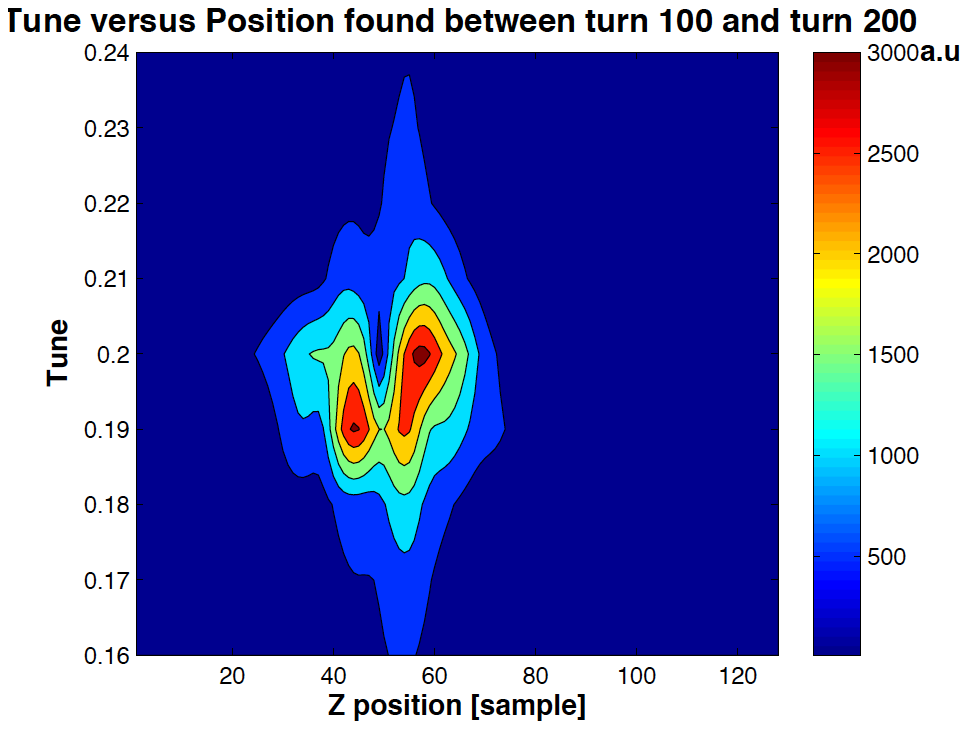 Tune versus Position found between turn 100 and turn 200
0.24
0.23
0.22
0.21
0.2
0.19
0.18
0.17
0.16
Tune
20 40 60 80 100 120
Z position [sample]
3000 a.u
2500
2000
1500
1000
500